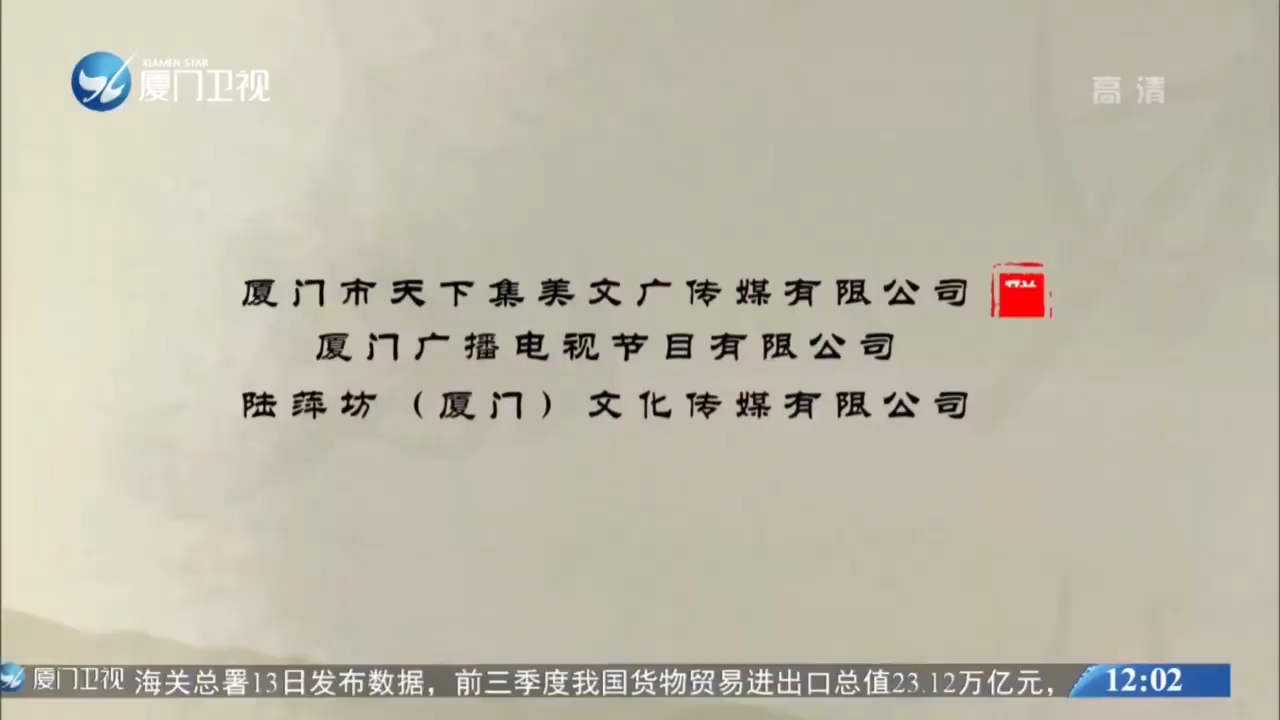 XIAMEN STAR
厦门卫视
高清
厦门市天下集美文广传媒有限公司
厦门广播电视节目有限公司
陆萍坊（厦门）文化传媒有限公司
厦门卫视 海关总署13日发布数据，前三季度我国货物贸易进出口总值23.12万亿元， 12:02